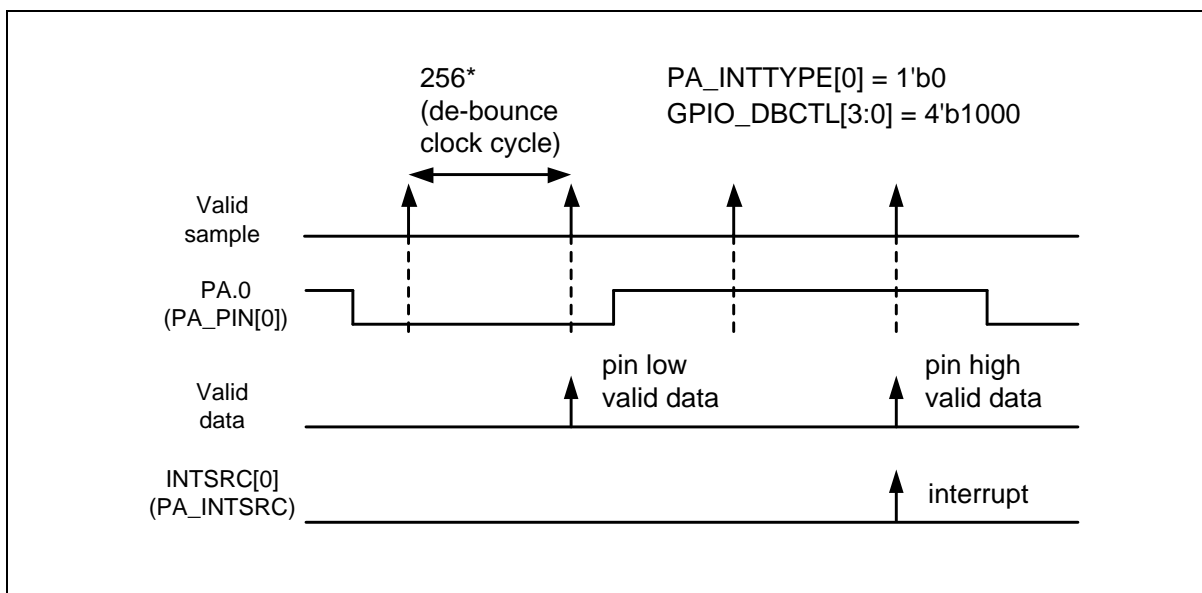 256*
(de-bounce
clock cycle)
PA_INTTYPE[0] = 1'b0
GPIO_DBCTL[3:0] = 4'b1000
Valid
sample
PA.0
(PA_PIN[0])
pin low
valid data
pin high
valid data
Valid
data
INTSRC[0]
(PA_INTSRC)
interrupt